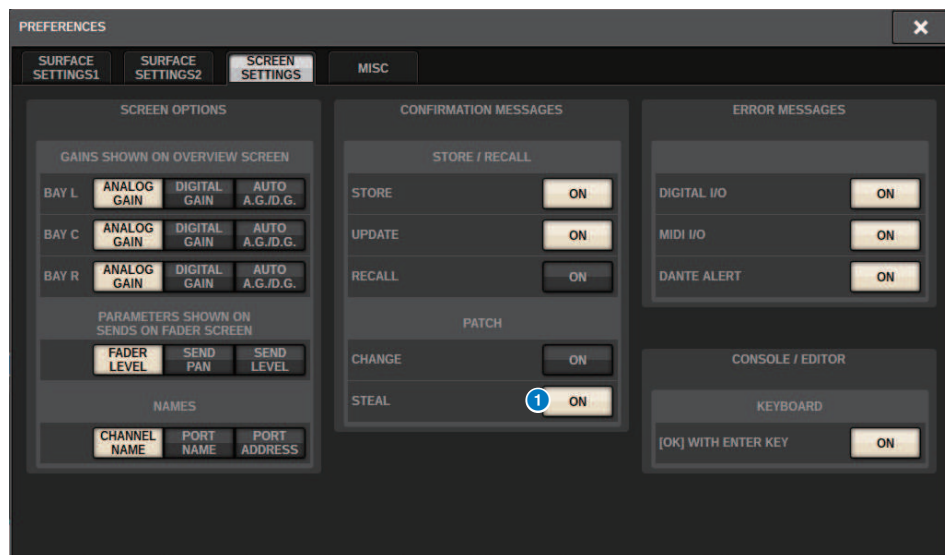 PREFERENCES
×
SURFACE SETTINGS1
SURFACE SETTINGS2
SCREEN SETTINGS
MISC
SCREEN OPTIONS
GAINS SHOWN ON OVERVIEW SCREEN
BAY L
ANALOG GAIN
DIGITAL GAIN
AUTO A.G./D.G.
BAY C
ANALOG GAIN
DIGITAL GAIN
AUTO A.G./D.G.
BAY R
ANALOG GAIN
DIGITAL GAIN
AUTO A.G./D.G.
PARAMETERS SHOWN ON
SENDS ON FADER SCREEN
FADER LEVEL
SEND PAN
SEND LEVEL
NAMES
CHANNEL NAME
PORT NAME
PORT ADDRESS
CONFIRMATION MESSAGES
STORE / RECALL
STORE ON
UPDATE ON
RECALL ON
PATCH
CHANGE ON
STEAL 1 ON
ERROR MESSAGES
DIGITAL I/O ON
MIDI I/O ON
DANTE ALERT ON
CONSOLE / EDITOR
KEYBOARD
[OK] WITH ENTER KEY ON